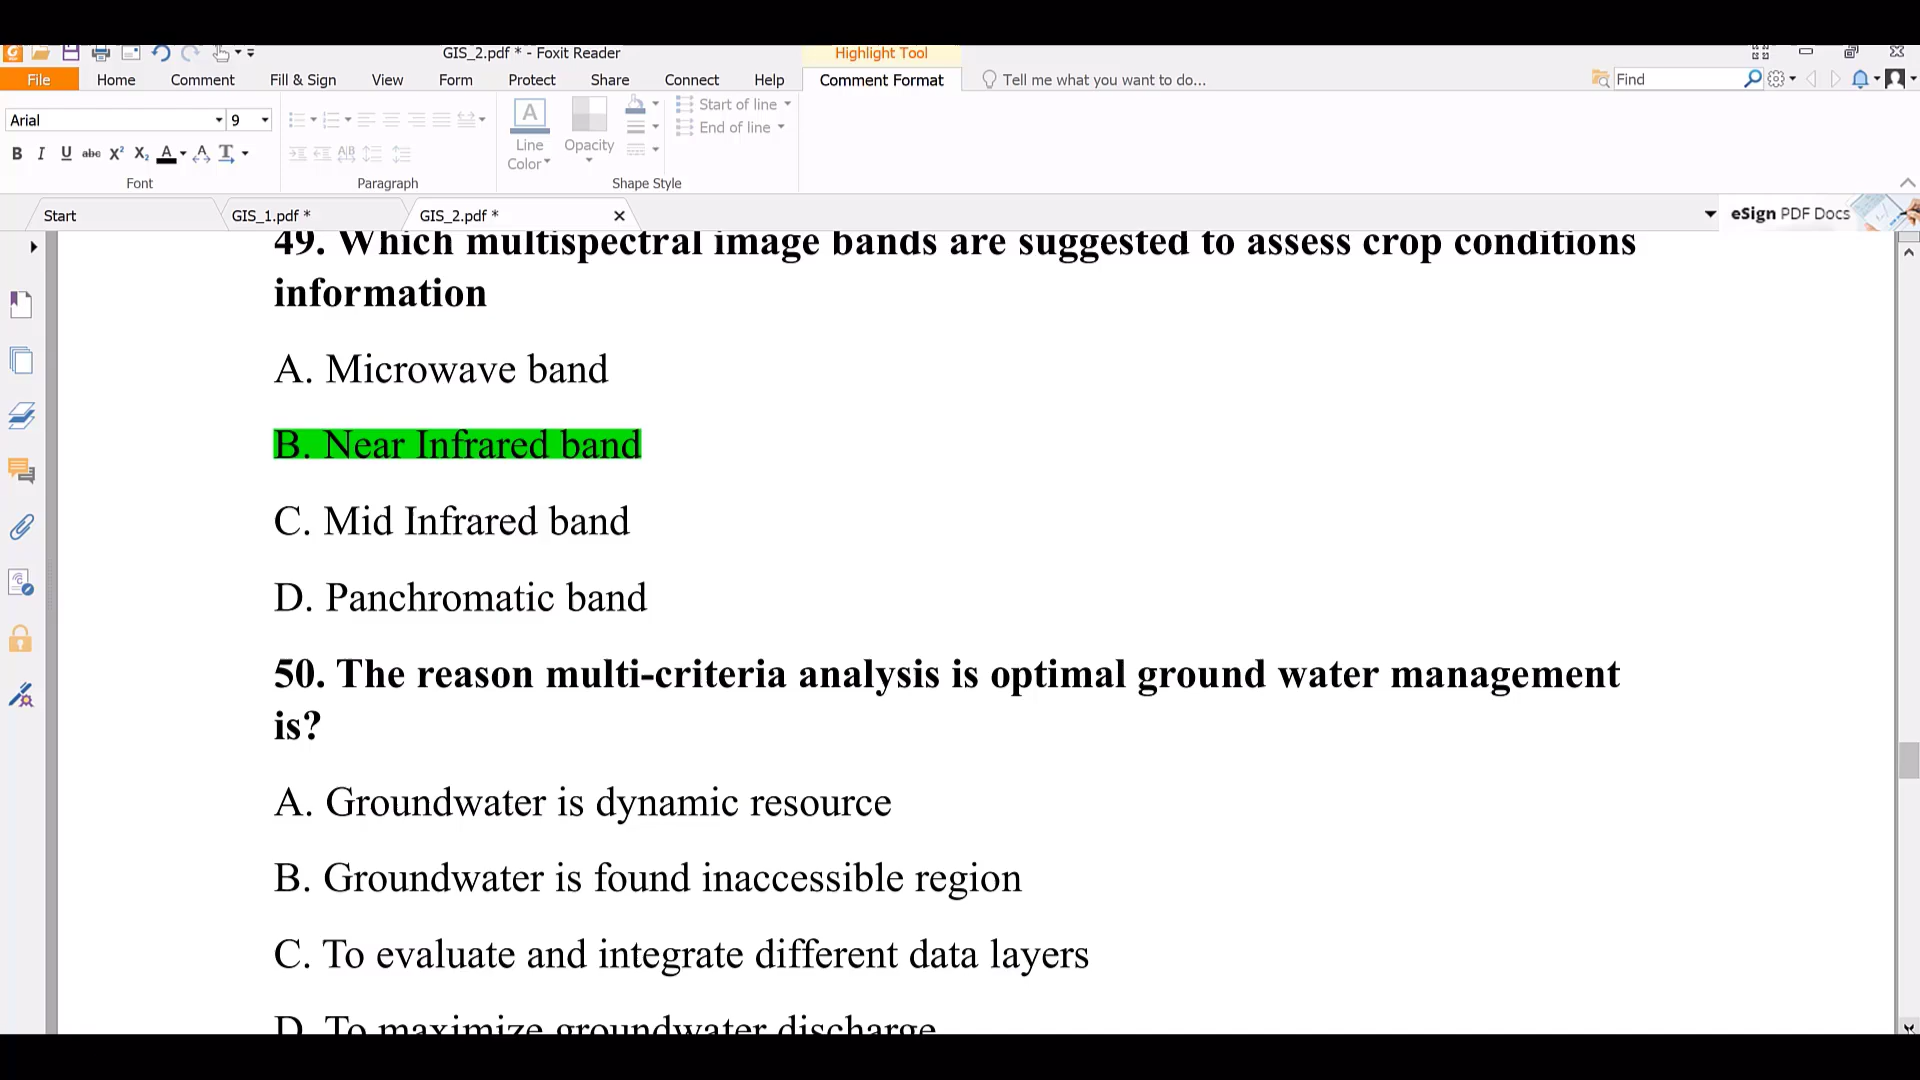 GIS_2.pdf * - Foxit Reader
Highlight Tool
File Home Comment Fill & Sign View Form Protect Share Connect Help Comment Format Tell me what you want to do... Find
Arial 9
Start of line
End of line
Line Color
Opacity
Font Paragraph Shape Style
Start GIS_1.pdf * GIS_2.pdf * eSign PDF Docs
49. Which multispectral image bands are suggested to assess crop conditions
information
A. Microwave band
B. Near Infrared band
C. Mid Infrared band
D. Panchromatic band
50. The reason multi-criteria analysis is optimal ground water management
is?
A. Groundwater is dynamic resource
B. Groundwater is found inaccessible region
C. To evaluate and integrate different data layers
D. To maximize groundwater discharge